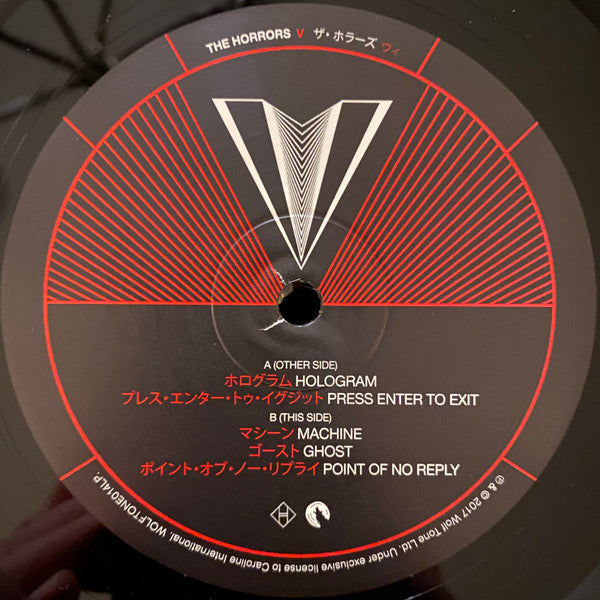 THE HORRORS V ザ・ホラーズ ヴィ
A (OTHER SIDE)
ホログラム HOLOGRAM
プレス・エンター・トゥ・イグジット PRESS ENTER TO EXIT
B (THIS SIDE)
マシーン MACHINE
ゴースト GHOST
ポイント・オブ・ノー・リプライ POINT OF NO REPLY
℗ & © 2017 Wolf Tone Ltd. Under exclusive license to Caroline International. WOLFTONE014LP.